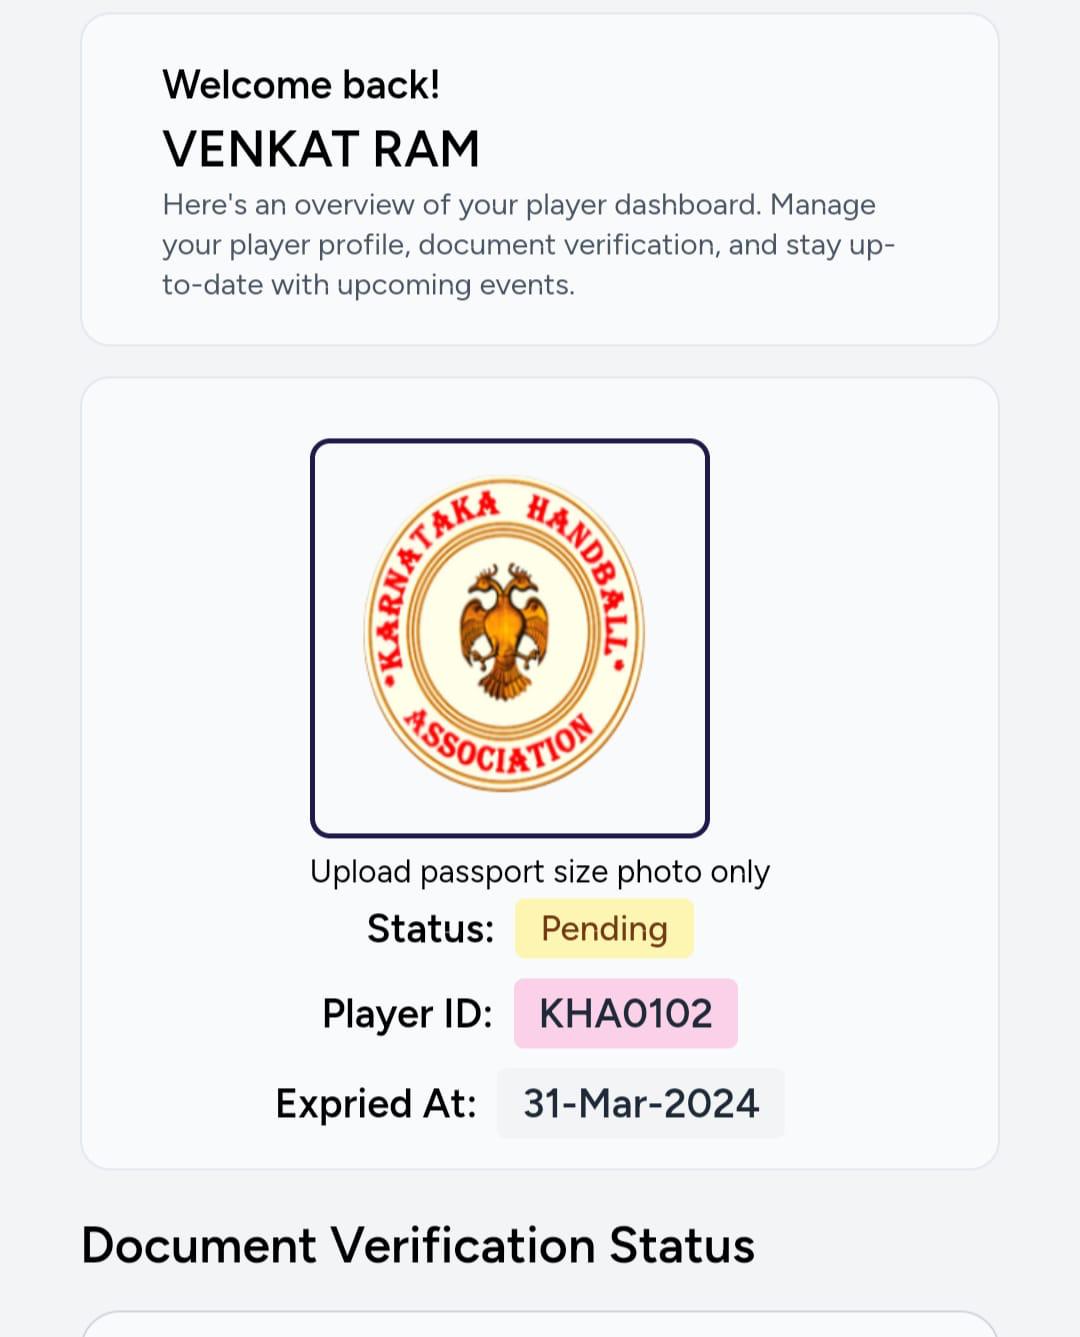 Welcome back!
VENKAT RAM
Here's an overview of your player dashboard. Manage
your player profile, document verification, and stay up-
to-date with upcoming events.
•KARNATAKA HANDBALL•
ASSOCIATION
Upload passport size photo only
Status: Pending
Player ID: KHA0102
Expried At: 31-Mar-2024
Document Verification Status